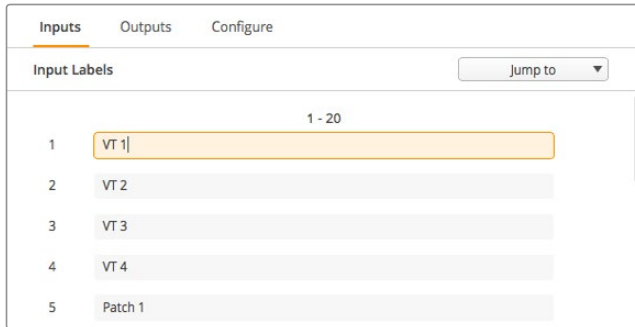 Inputs Outputs Configure
Input Labels Jump to
1 - 20
1 VT 1
2 VT 2
3 VT 3
4 VT 4
5 Patch 1